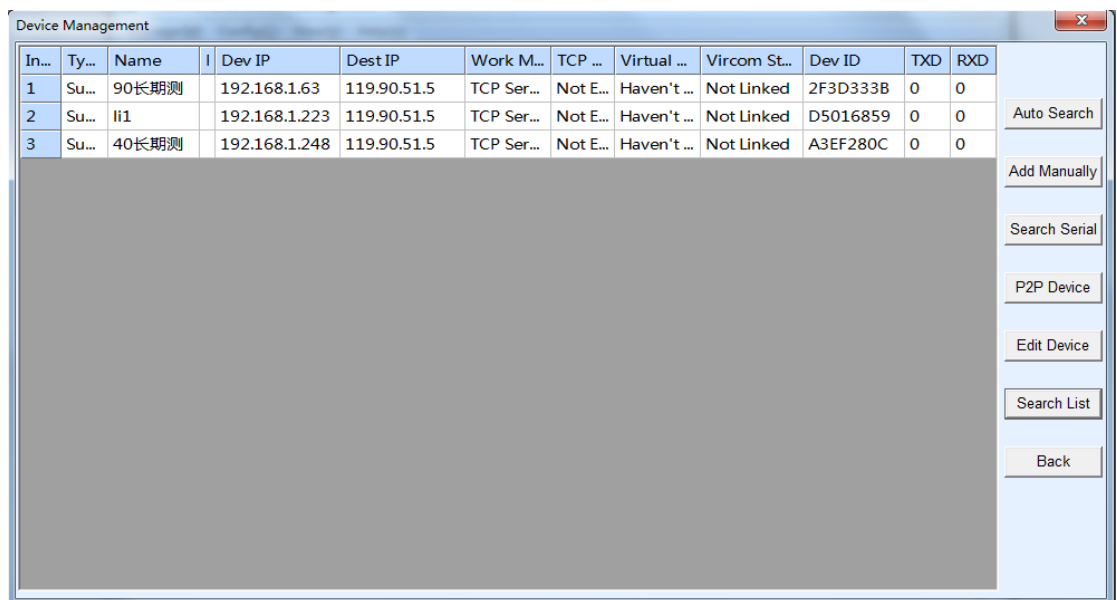 Device Management
In... Ty... Name I Dev IP Dest IP Work M... TCP ... Virtual ... Vircom St... Dev ID TXD RXD
1 Su... 90长期测 192.168.1.63 119.90.51.5 TCP Ser... Not E... Haven't ... Not Linked 2F3D333B 0 0
2 Su... li1 192.168.1.223 119.90.51.5 TCP Ser... Not E... Haven't ... Not Linked D5016859 0 0
3 Su... 40长期测 192.168.1.248 119.90.51.5 TCP Ser... Not E... Haven't ... Not Linked A3EF280C 0 0
Auto Search
Add Manually
Search Serial
P2P Device
Edit Device
Search List
Back